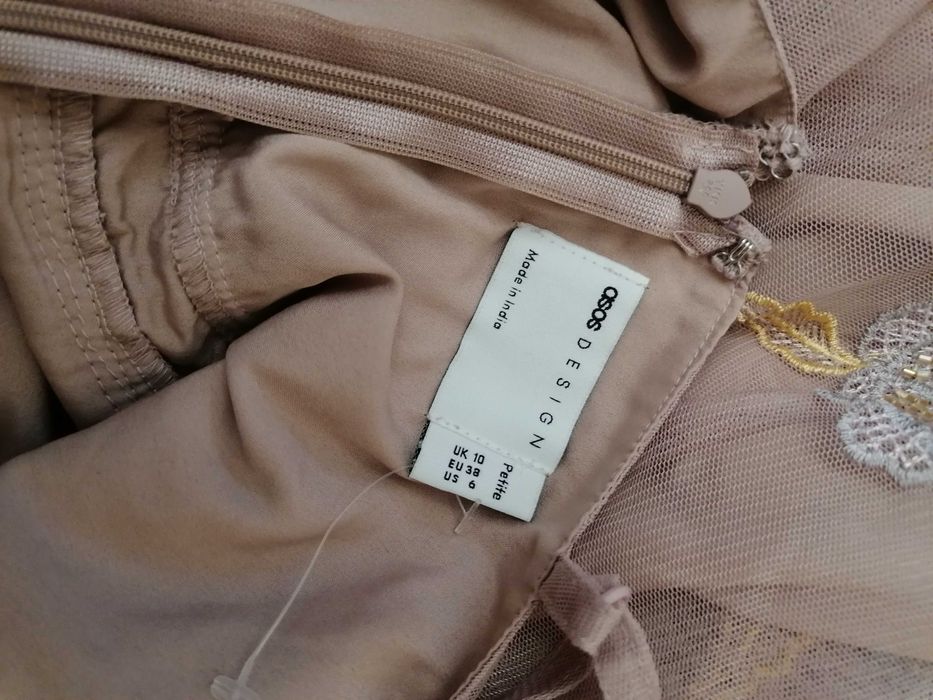 asos DESIGN
Made in India
Petite
UK 10
EU 38
US 6